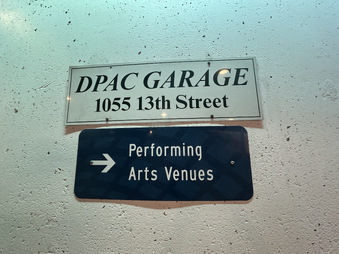 DPAC GARAGE
1055 13th Street
Performing
Arts Venues